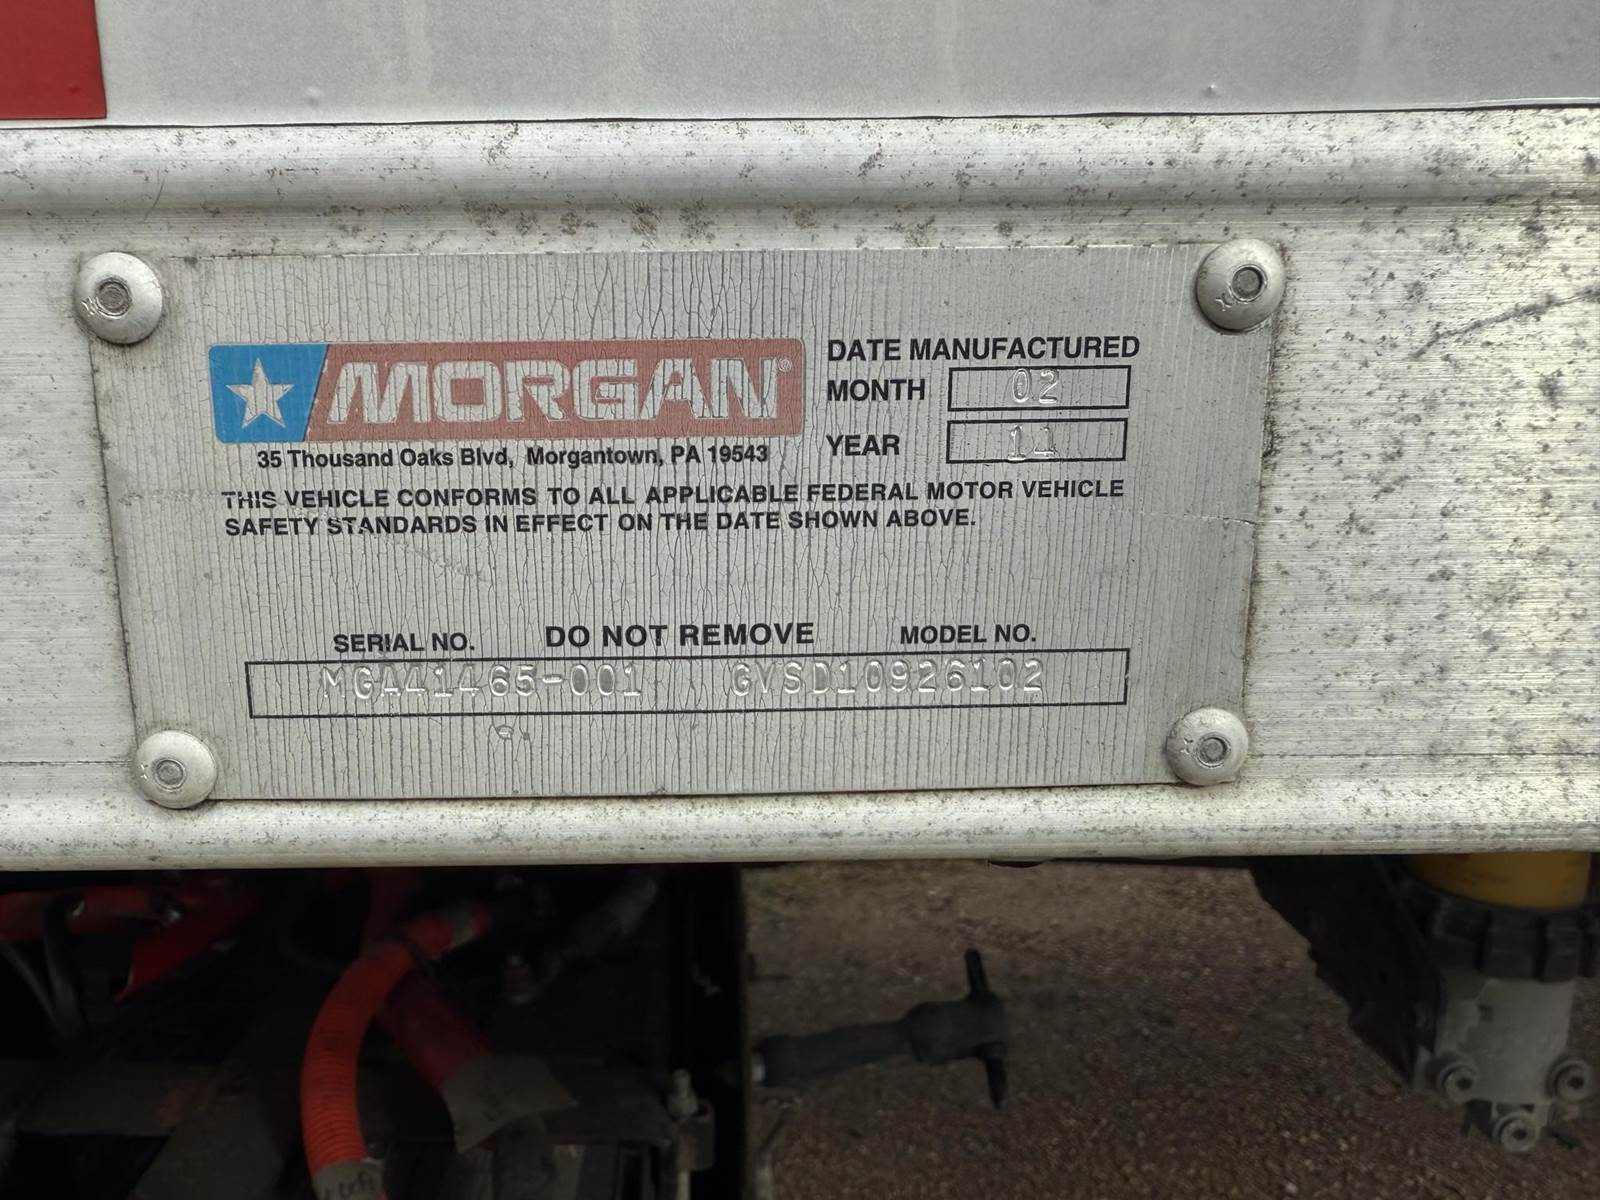 MORGAN®
35 Thousand Oaks Blvd, Morgantown, PA 19543
DATE MANUFACTURED
MONTH 02
YEAR 11
THIS VEHICLE CONFORMS TO ALL APPLICABLE FEDERAL MOTOR VEHICLE
SAFETY STANDARDS IN EFFECT ON THE DATE SHOWN ABOVE.
SERIAL NO. DO NOT REMOVE MODEL NO.
MGA41465-001 GVSD10926102